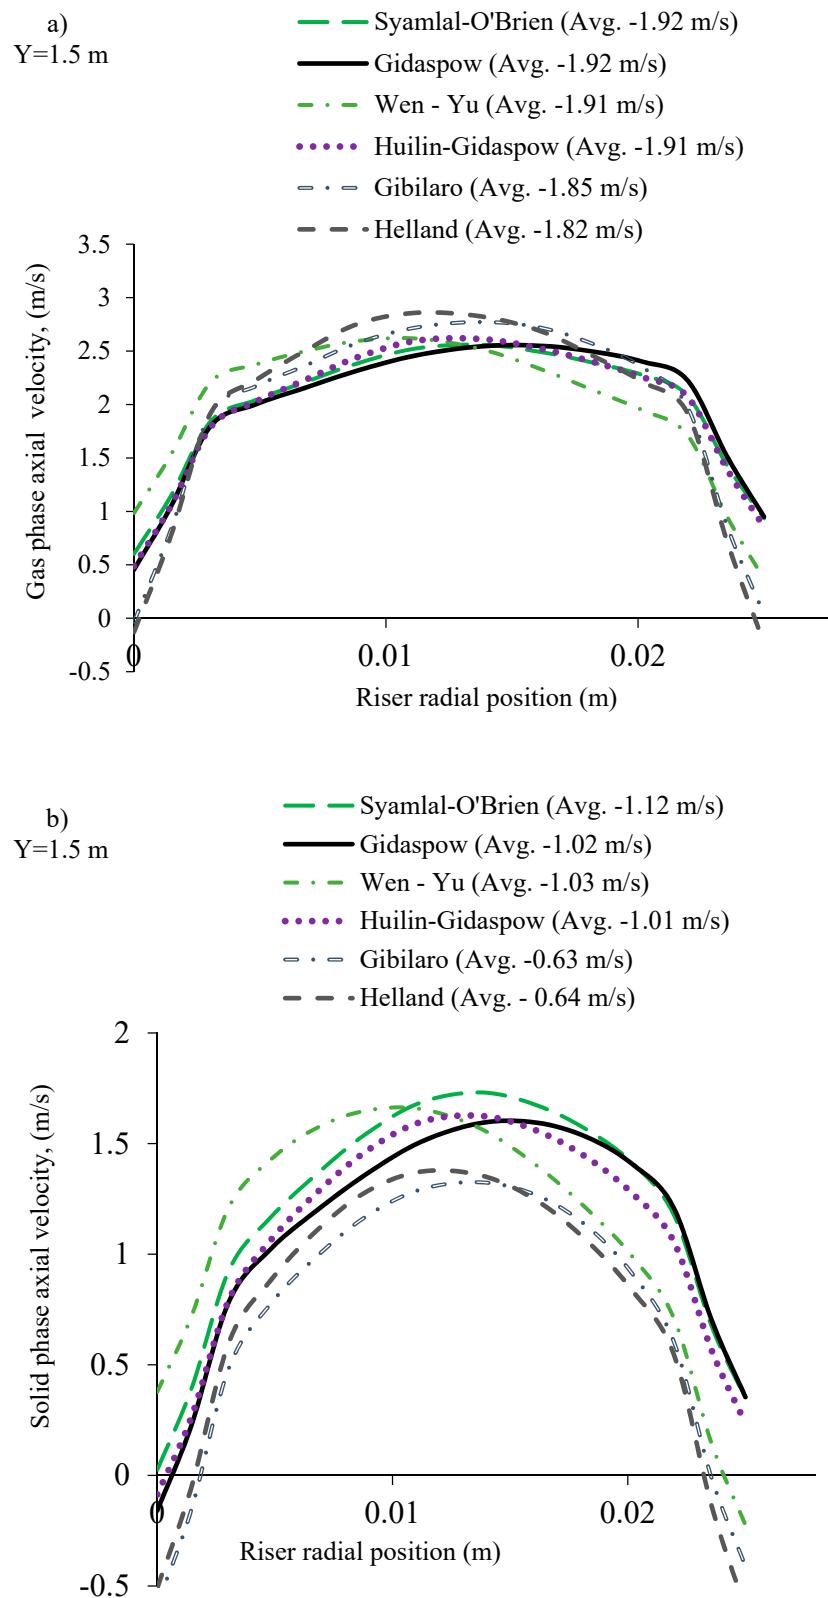 a)
Y=1.5 m
Syamlal-O'Brien (Avg. -1.92 m/s)
Gidaspow (Avg. -1.92 m/s)
Wen - Yu (Avg. -1.91 m/s)
Huilin-Gidaspow (Avg. -1.91 m/s)
Gibilaro (Avg. -1.85 m/s)
Helland (Avg. -1.82 m/s)
Gas phase axial velocity, (m/s)
3.5
3
2.5
2
1.5
1
0.5
0
-0.5
0 0.01 0.02
Riser radial position (m)
b)
Y=1.5 m
Syamlal-O'Brien (Avg. -1.12 m/s)
Gidaspow (Avg. -1.02 m/s)
Wen - Yu (Avg. -1.03 m/s)
Huilin-Gidaspow (Avg. -1.01 m/s)
Gibilaro (Avg. -0.63 m/s)
Helland (Avg. - 0.64 m/s)
Solid phase axial velocity, (m/s)
2
1.5
1
0.5
0
-0.5
0 0.01 0.02
Riser radial position (m)